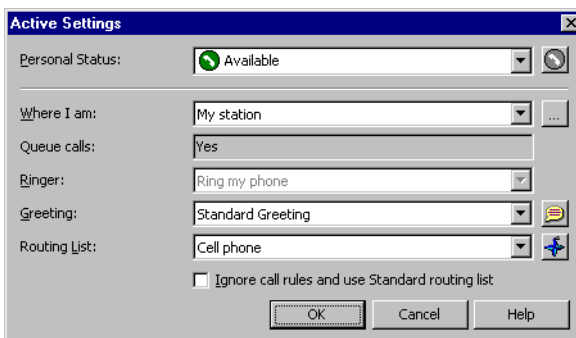 Active Settings
Personal Status: Available
Where I am: My station ...
Queue calls: Yes
Ringer: Ring my phone
Greeting: Standard Greeting
Routing List: Cell phone
Ignore call rules and use Standard routing list
OK Cancel Help